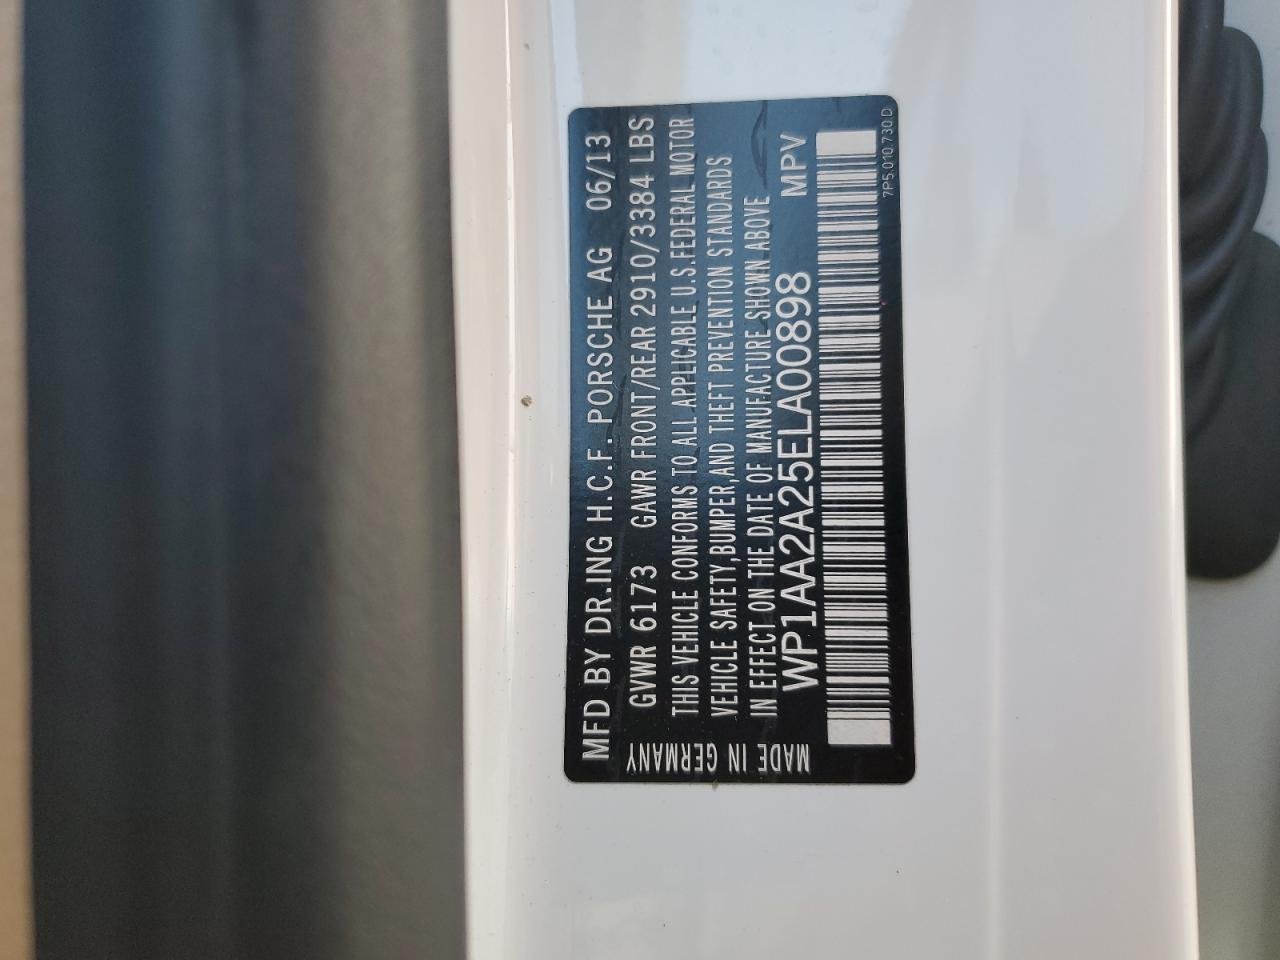 MFD BY DR.ING H.C.F. PORSCHE AG 06/13
GVWR 6173 GAWR FRONT/REAR 2910/3384 LBS
THIS VEHICLE CONFORMS TO ALL APPLICABLE U.S.FEDERAL MOTOR
VEHICLE SAFETY,BUMPER,AND THEFT PREVENTION STANDARDS
IN EFFECT ON THE DATE OF MANUFACTURE SHOWN ABOVE
WP1AA2A25ELA00898 MPV
MADE IN GERMANY
7P5.010.730.D